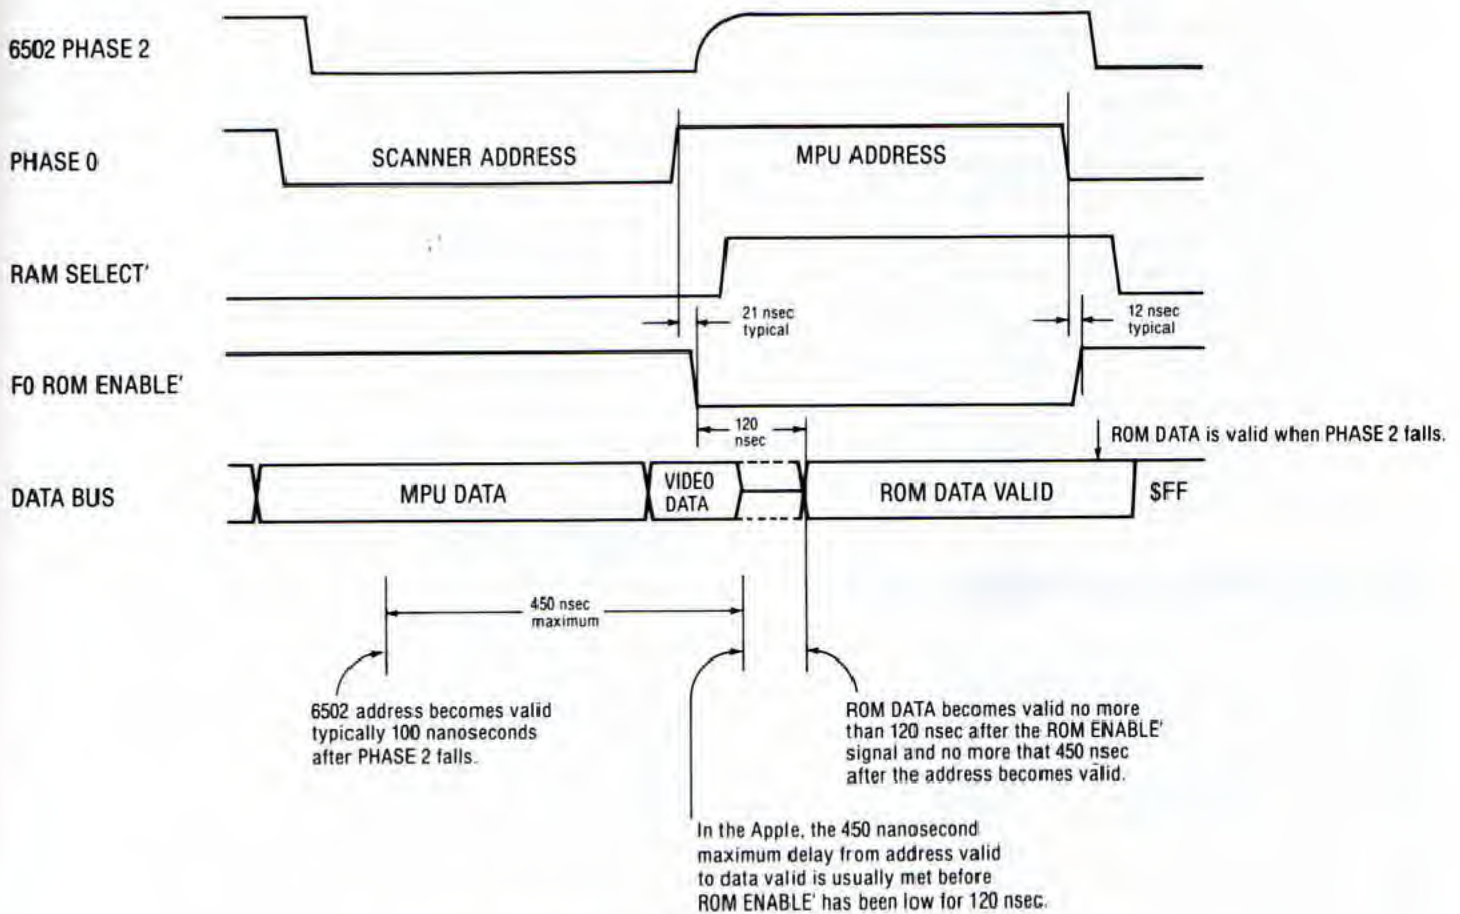 6502 PHASE 2
PHASE 0
SCANNER ADDRESS
MPU ADDRESS
RAM SELECT'
21 nsec
typical
12 nsec
typical
F0 ROM ENABLE'
120
nsec
ROM DATA is valid when PHASE 2 falls.
DATA BUS
MPU DATA
VIDEO
DATA
ROM DATA VALID
$FF
450 nsec
maximum
6502 address becomes valid
typically 100 nanoseconds
after PHASE 2 falls.
ROM DATA becomes valid no more
than 120 nsec after the ROM ENABLE'
signal and no more that 450 nsec
after the address becomes valid.
In the Apple, the 450 nanosecond
maximum delay from address valid
to data valid is usually met before
ROM ENABLE' has been low for 120 nsec.